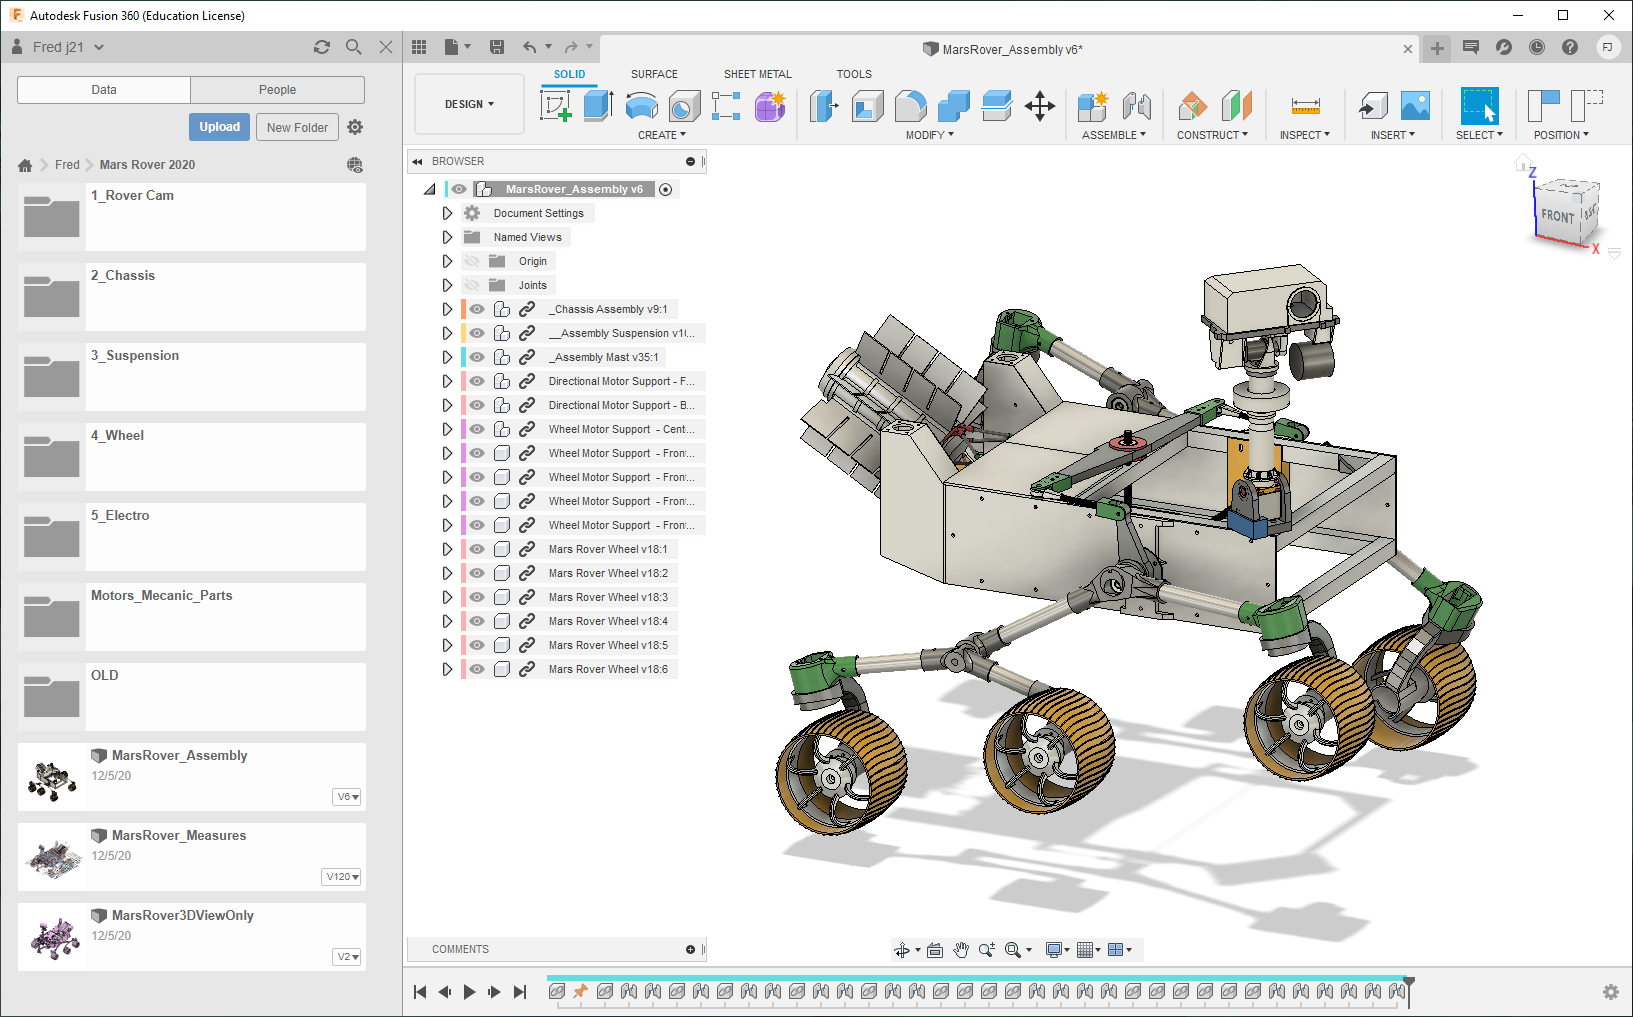 Autodesk Fusion 360 (Education License)
Fred j21
MarsRover_Assembly v6*
FJ
Data
People
Upload
New Folder
Fred
Mars Rover 2020
1_Rover Cam
2_Chassis
3_Suspension
4_Wheel
5_Electro
Motors_Mecanic_Parts
OLD
MarsRover_Assembly
12/5/20
V6
MarsRover_Measures
12/5/20
V120
MarsRover3DViewOnly
12/5/20
V2
DESIGN
SOLID
SURFACE
SHEET METAL
TOOLS
CREATE
MODIFY
ASSEMBLE
CONSTRUCT
INSPECT
INSERT
SELECT
POSITION
BROWSER
MarsRover_Assembly v6
Document Settings
Named Views
Origin
Joints
_Chassis Assembly v9:1
__Assembly Suspension v1(...
_Assembly Mast v35:1
Directional Motor Support - F...
Directional Motor Support - B...
Wheel Motor Support - Cent...
Wheel Motor Support - Front...
Wheel Motor Support - Front...
Wheel Motor Support - Front...
Wheel Motor Support - Front...
Mars Rover Wheel v18:1
Mars Rover Wheel v18:2
Mars Rover Wheel v18:3
Mars Rover Wheel v18:4
Mars Rover Wheel v18:5
Mars Rover Wheel v18:6
Z
FRONT
X
COMMENTS